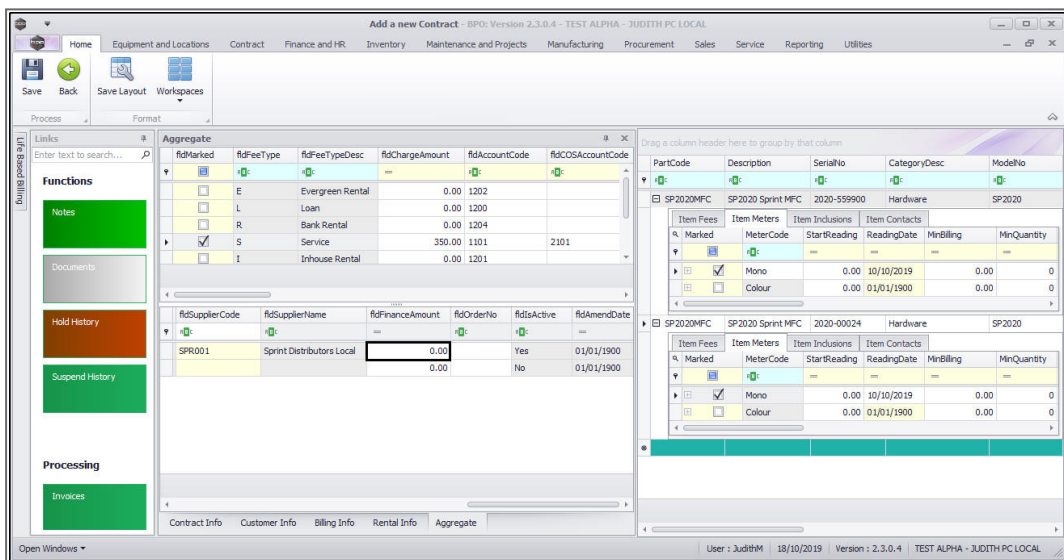 Add a new Contract - BPO: Version 2.3.0.4 - TEST ALPHA - JUDITH PC LOCAL
Home Equipment and Locations Contract Finance and HR Inventory Maintenance and Projects Manufacturing Procurement Sales Service Reporting Utilities
Save Back Save Layout Workspaces
Process Format
Life Based Billing
Links
Enter text to search...
Functions
Notes
Documents
Hold History
Suspend History
Processing
Invoices
Aggregate
fldMarked fldFeeType fldFeeTypeDesc fldChargeAmount fldAccountCode fldCOSAccountCode
E Evergreen Rental 0.00 1202
L Loan 0.00 1200
R Bank Rental 0.00 1204
S Service 350.00 1101 2101
I Inhouse Rental 0.00 1201
fldSupplierCode fldSupplierName fldFinanceAmount fldOrderNo fldIsActive fldAmendDate
SPR001 Sprint Distributors Local 0.00 Yes 01/01/1900
0.00 No 01/01/1900
Contract Info Customer Info Billing Info Rental Info Aggregate
Drag a column header here to group by that column
PartCode Description SerialNo CategoryDesc ModelNo
SP2020MFC SP2020 Sprint MFC 2020-559900 Hardware SP2020
Item Fees Item Meters Item Inclusions Item Contacts
Marked MeterCode StartReading ReadingDate MinBilling MinQuantity
Mono 0.00 10/10/2019 0.00 0
Colour 0.00 01/01/1900 0.00 0
SP2020MFC SP2020 Sprint MFC 2020-00024 Hardware SP2020
Item Fees Item Meters Item Inclusions Item Contacts
Marked MeterCode StartReading ReadingDate MinBilling MinQuantity
Mono 0.00 10/10/2019 0.00 0
Colour 0.00 01/01/1900 0.00 0
Open Windows User : JudithM 18/10/2019 Version : 2.3.0.4 TEST ALPHA - JUDITH PC LOCAL